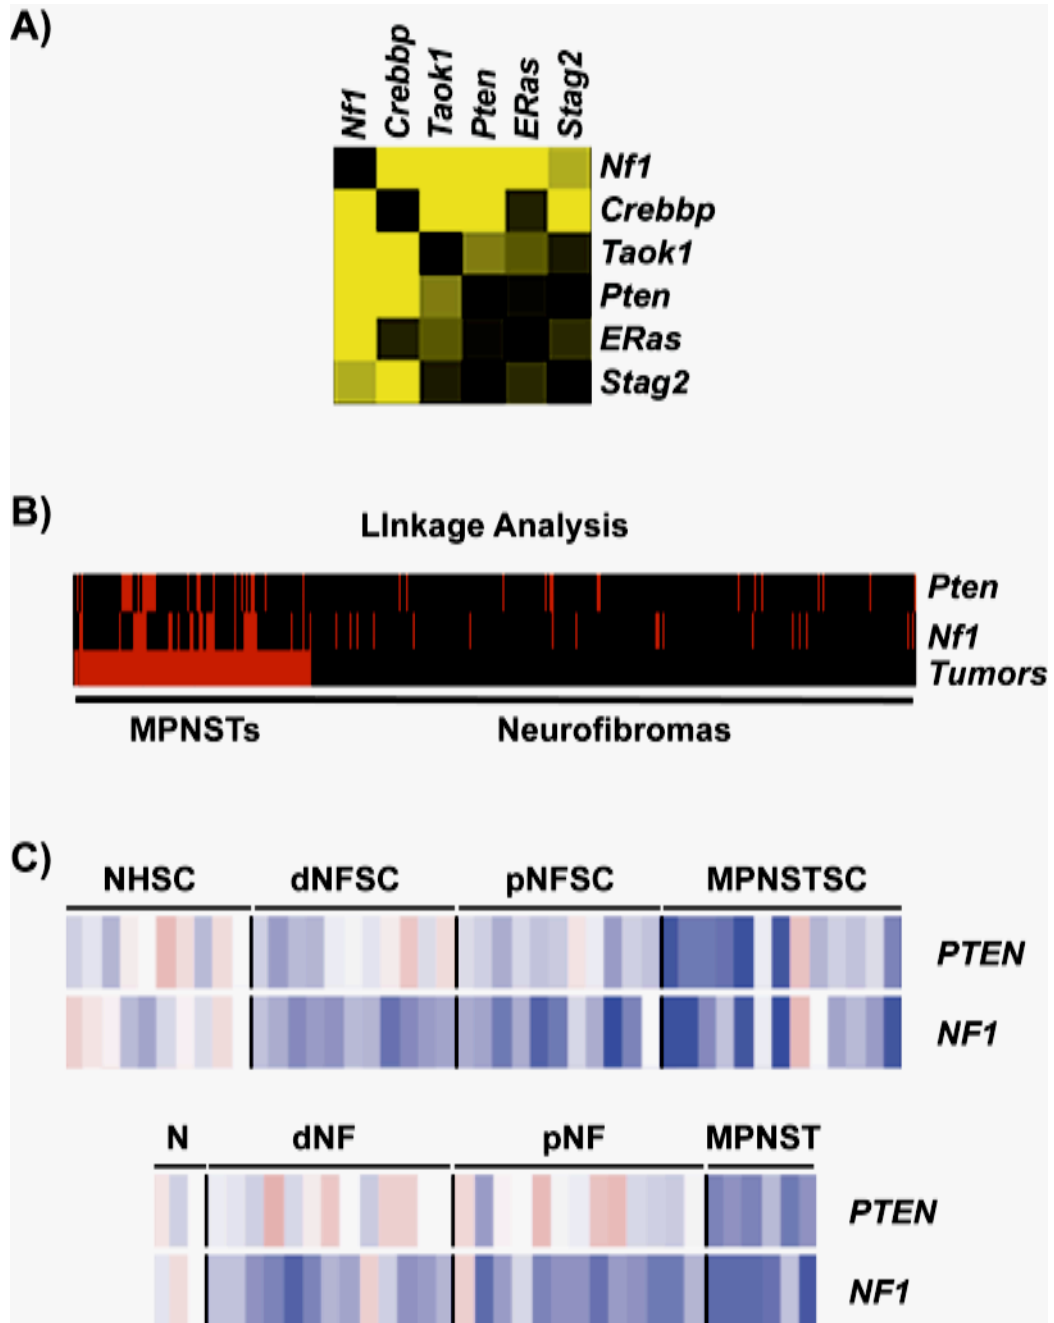 A)
Nf1 Crebbp Taok1 Pten ERas Stag2
Nf1
Crebbp
Taok1
Pten
ERas
Stag2
B)
LInkage Analysis
Pten
Nf1
Tumors
MPNSTs Neurofibromas
C)
NHSC dNFSC pNFSC MPNSTSC
PTEN
NF1
N dNF pNF MPNST
PTEN
NF1